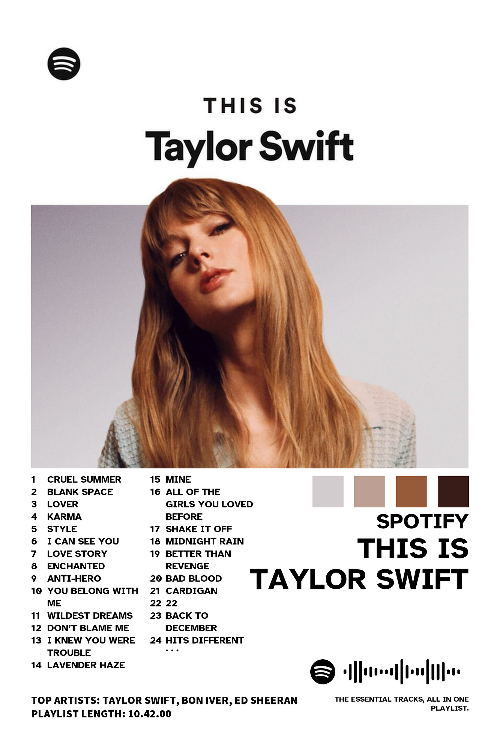 THIS IS
Taylor Swift
1 CRUEL SUMMER
2 BLANK SPACE
3 LOVER
4 KARMA
5 STYLE
6 I CAN SEE YOU
7 LOVE STORY
8 ENCHANTED
9 ANTI-HERO
10 YOU BELONG WITH
ME
11 WILDEST DREAMS
12 DON'T BLAME ME
13 I KNEW YOU WERE
TROUBLE
14 LAVENDER HAZE
15 MINE
16 ALL OF THE
GIRLS YOU LOVED
BEFORE
17 SHAKE IT OFF
18 MIDNIGHT RAIN
19 BETTER THAN
REVENGE
20 BAD BLOOD
21 CARDIGAN
22 22
23 BACK TO
DECEMBER
24 HITS DIFFERENT
...
SPOTIFY
THIS IS
TAYLOR SWIFT
TOP ARTISTS: TAYLOR SWIFT, BON IVER, ED SHEERAN
PLAYLIST LENGTH: 10.42.00
THE ESSENTIAL TRACKS, ALL IN ONE
PLAYLIST.